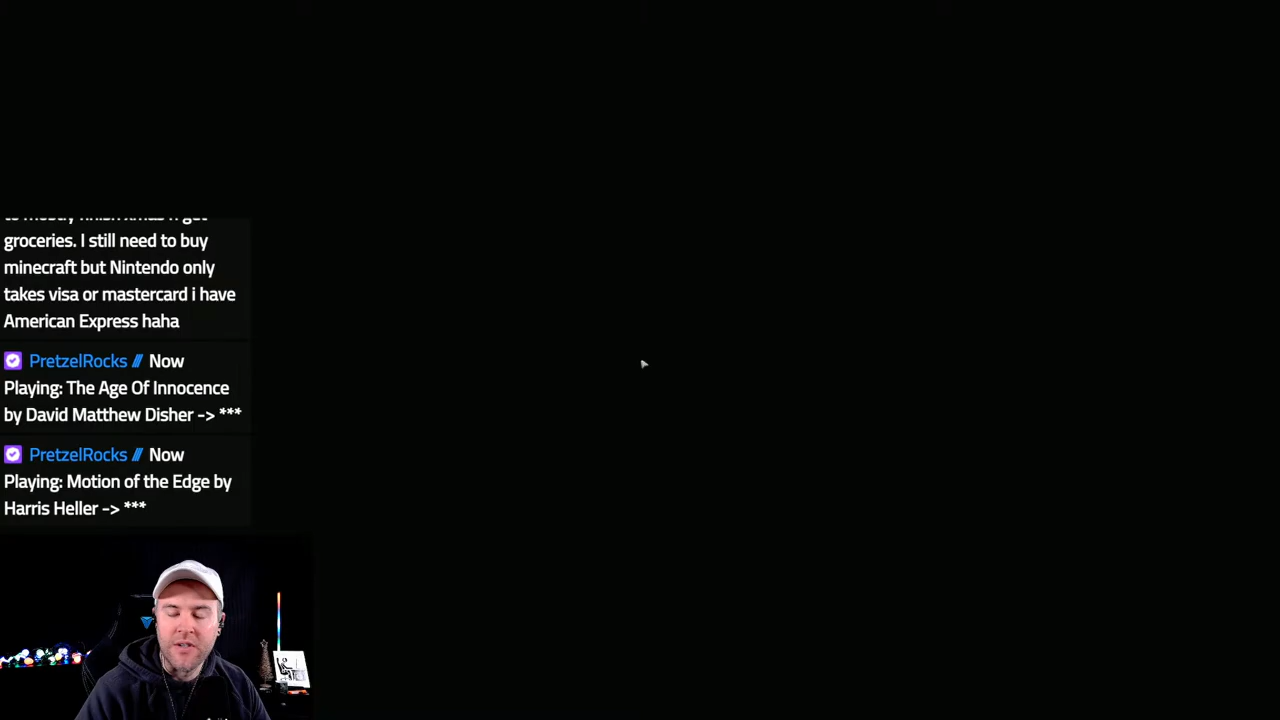 groceries. I still need to buy
minecraft but Nintendo only
takes visa or mastercard i have
American Express haha
PretzelRocks /// Now
Playing: The Age Of Innocence
by David Matthew Disher -> ***
PretzelRocks /// Now
Playing: Motion of the Edge by
Harris Heller -> ***